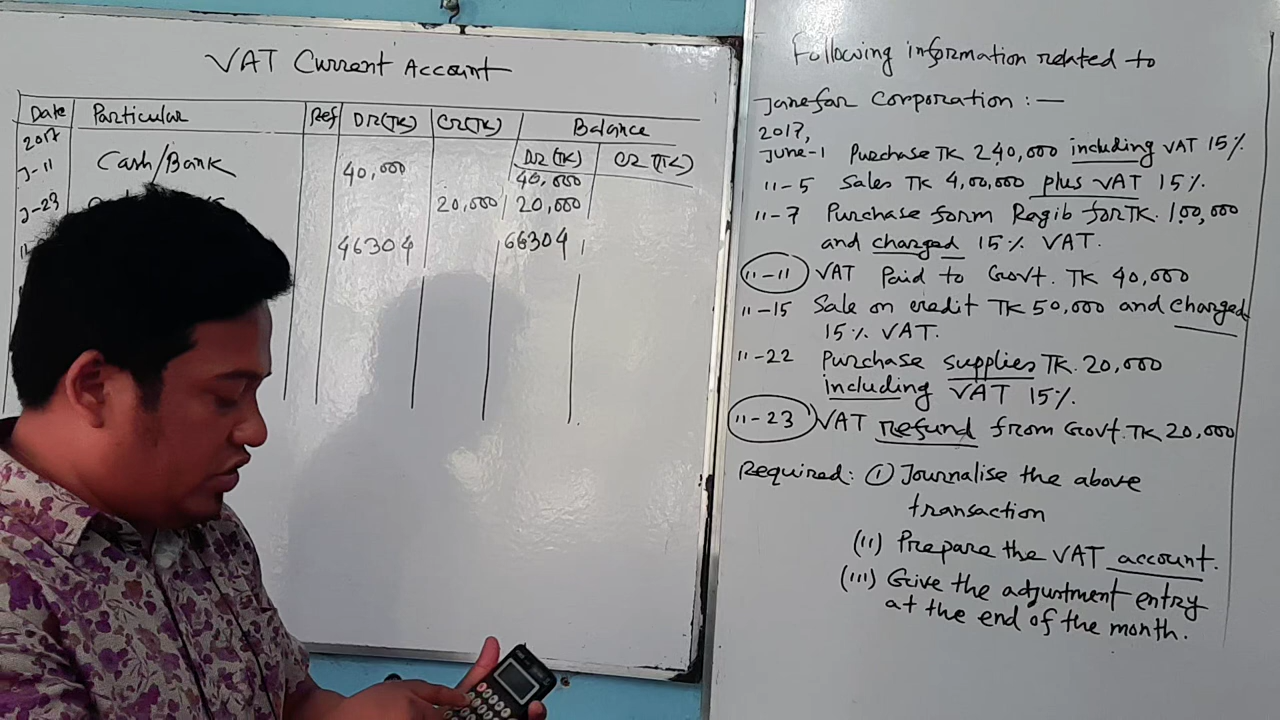 VAT Current Account
Date Particular Ref DR(TK) CR(TK) Balance
2017
DR(TK) CR(TK)
J-11 Cash/Bank 40,000 40,000
J-23 20,000 20,000
46304 66304
Following information related to
Janefar Corporation :—
2017,
June-1 Purchase TK 240,000 including VAT 15%
"-5 Sales TK 4,00,000 plus VAT 15%.
"-7 Purchase form Ragib for TK. 100,000
and charged 15% VAT.
"-11 VAT Paid to Govt. TK 40,000
"-15 Sale on credit TK 50,000 and charged
15% VAT.
"-22 Purchase supplies TK. 20,000
including VAT 15%.
"-23 VAT refund from Govt. TK 20,000
Required: (i) Journalise the above
transaction
(ii) Prepare the VAT account.
(iii) Give the adjustment entry
at the end of the month.